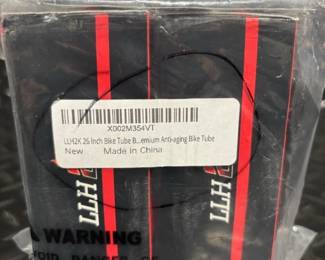 X002M354VT
LLH2K 26 Inch Bike Tube B...emium Anti-aging Bike Tube
New Made in China
LLH
LLH
WARNING